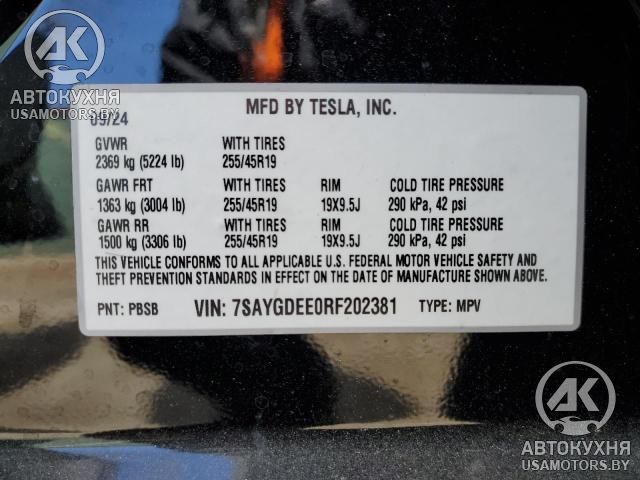 АК
АВТОКУХНЯ
USAMOTORS.BY
09/24 MFD BY TESLA, INC.
GVWR WITH TIRES
2369 kg (5224 lb) 255/45R19
GAWR FRT WITH TIRES RIM COLD TIRE PRESSURE
1363 kg (3004 lb) 255/45R19 19X9.5J 290 kPa, 42 psi
GAWR RR WITH TIRES RIM COLD TIRE PRESSURE
1500 kg (3306 lb) 255/45R19 19X9.5J 290 kPa, 42 psi
THIS VEHICLE CONFORMS TO ALL APPLICABLE U.S. FEDERAL MOTOR VEHICLE SAFETY AND
THEFT PREVENTION STANDARDS IN EFFECT ON THE DATE OF MANUFACTURE SHOWN ABOVE.
PNT: PBSB VIN: 7SAYGDEE0RF202381 TYPE: MPV
АК
АВТОКУХНЯ
USAMOTORS.BY